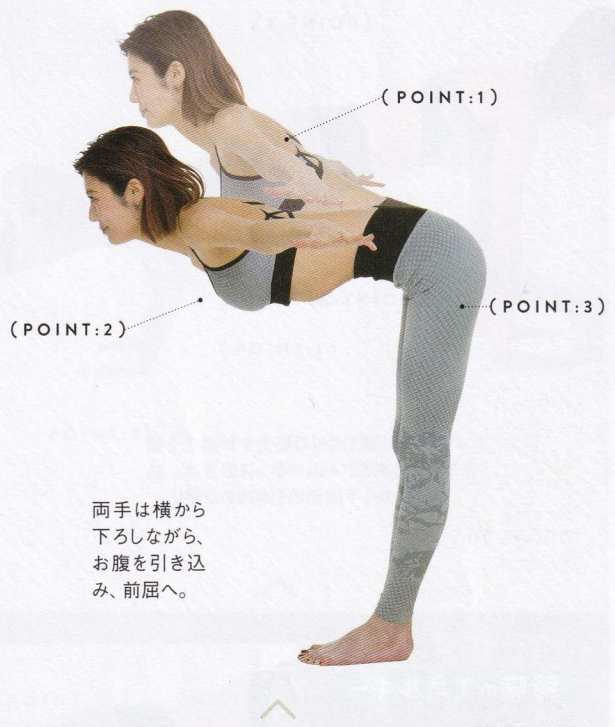 (POINT:1)
(POINT:2)
(POINT:3)
両手は横から
下ろしながら、
お腹を引き込
み、前屈へ。